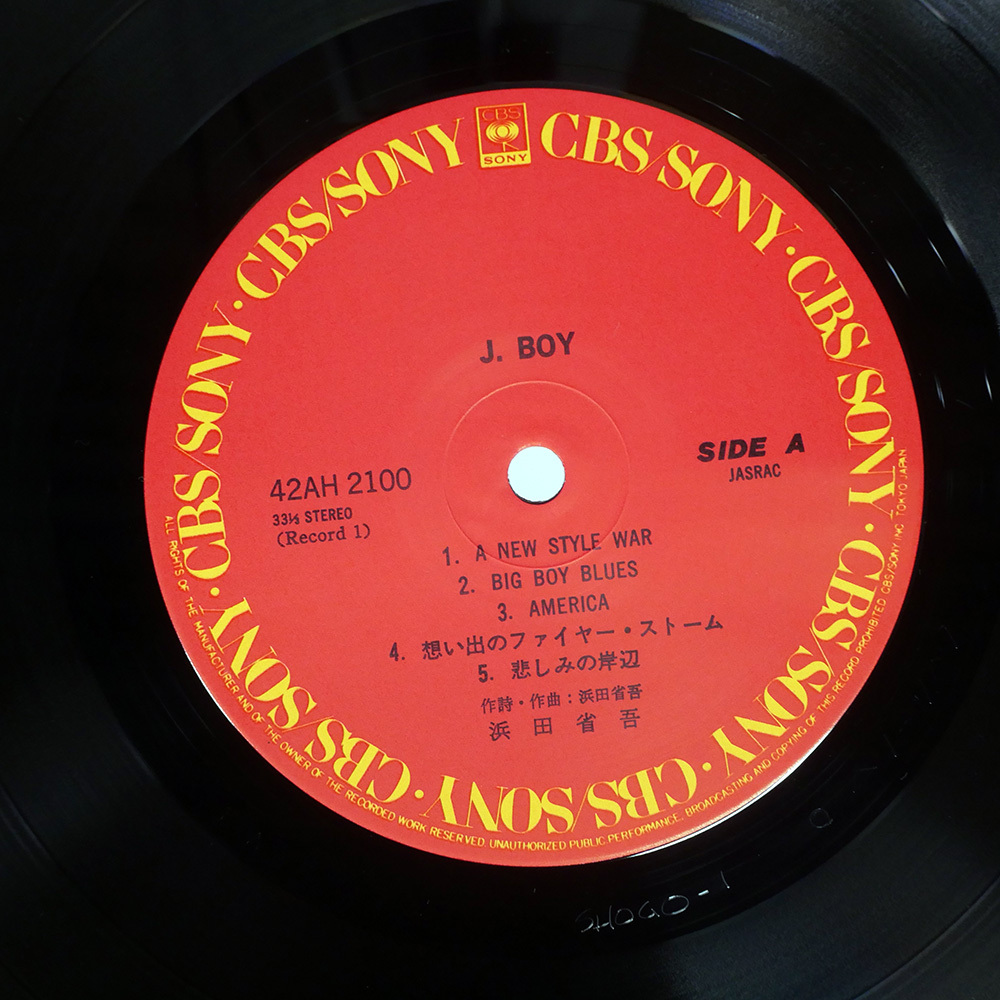 CBS
SONY
CBS/SONY · CBS/SONY · CBS/SONY · CBS/SONY · CBS/SONY · CBS/SONY · CBS/SONY · CBS/SONY
J. BOY
SIDE A
JASRAC
42AH 2100
33⅓ STEREO
(Record 1)
1. A NEW STYLE WAR
2. BIG BOY BLUES
3. AMERICA
4. 想い出のファイヤー・ストーム
5. 悲しみの岸辺
作詩・作曲：浜田省吾
浜田省吾
ALL RIGHTS OF THE MANUFACTURER AND OF THE OWNER OF THE RECORDED WORK RESERVED. UNAUTHORIZED PUBLIC PERFORMANCE, BROADCASTING AND COPYING OF THIS RECORD PROHIBITED CBS/SONY INC. TOKYO JAPAN
SHOGO-1